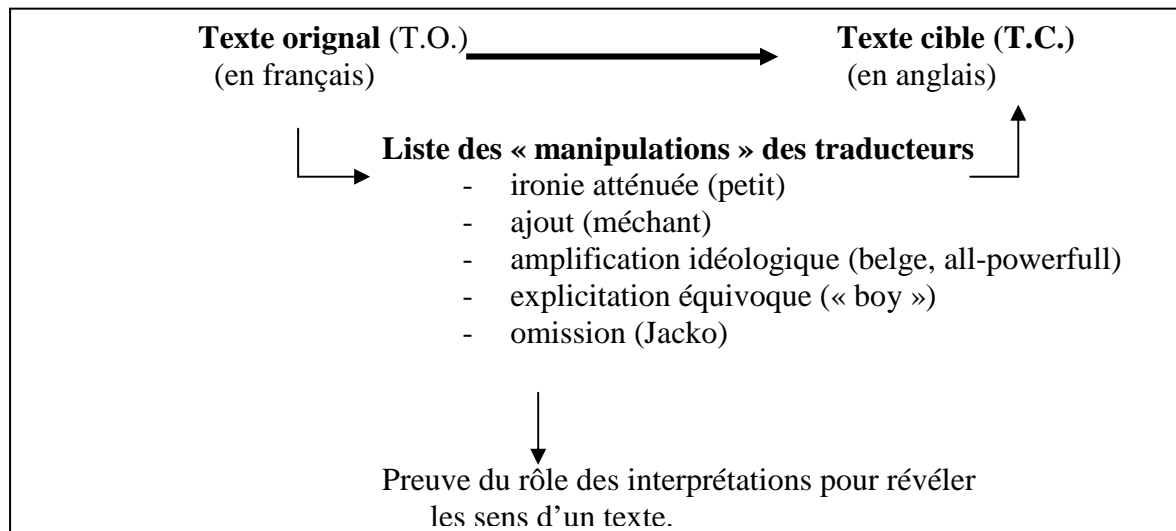 Texte orignal (T.O.) Texte cible (T.C.)
(en français) (en anglais)
Liste des « manipulations » des traducteurs
- ironie atténuée (petit)
- ajout (méchant)
- amplification idéologique (belge, all-powerfull)
- explicitation équivoque (« boy »)
- omission (Jacko)
Preuve du rôle des interprétations pour révéler
les sens d’un texte.